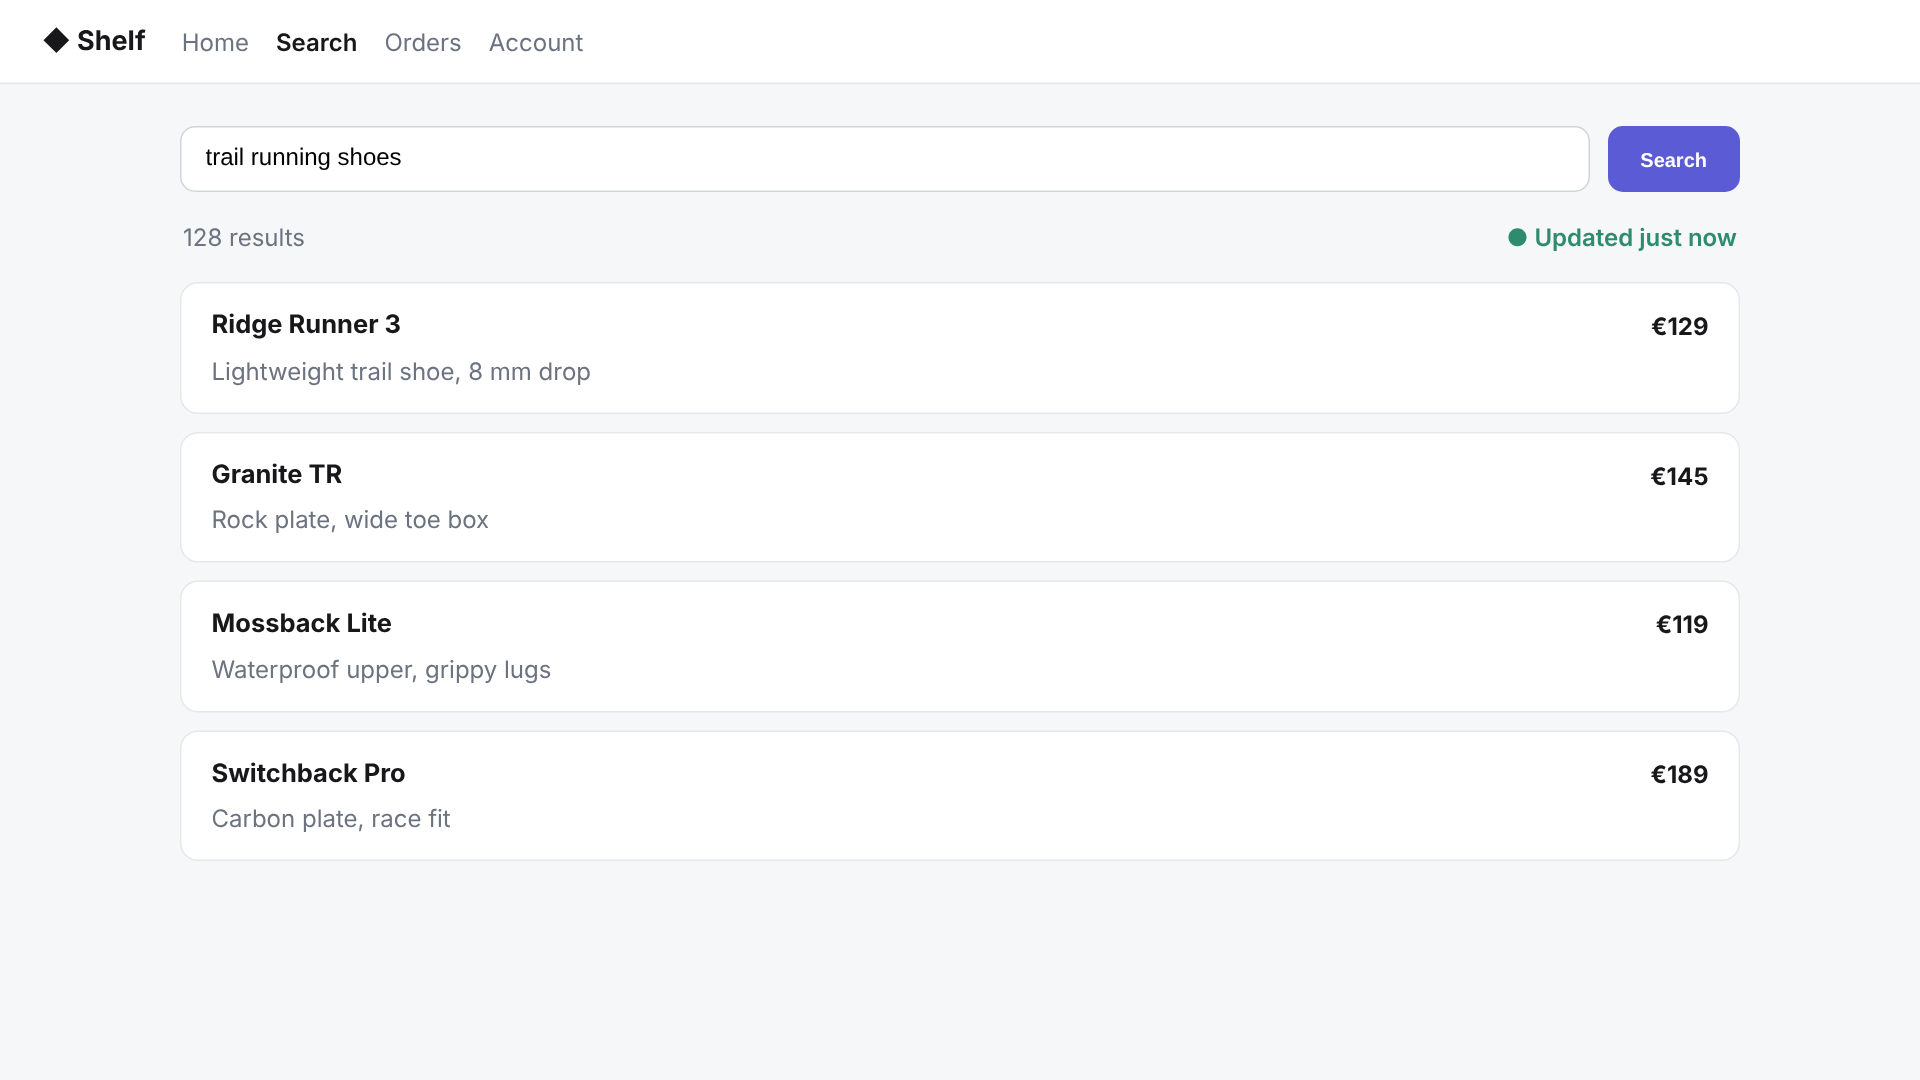 Shelf Home Search Orders Account
trail running shoes Search
128 results Updated just now
Ridge Runner 3 €129
Lightweight trail shoe, 8 mm drop
Granite TR €145
Rock plate, wide toe box
Mossback Lite €119
Waterproof upper, grippy lugs
Switchback Pro €189
Carbon plate, race fit